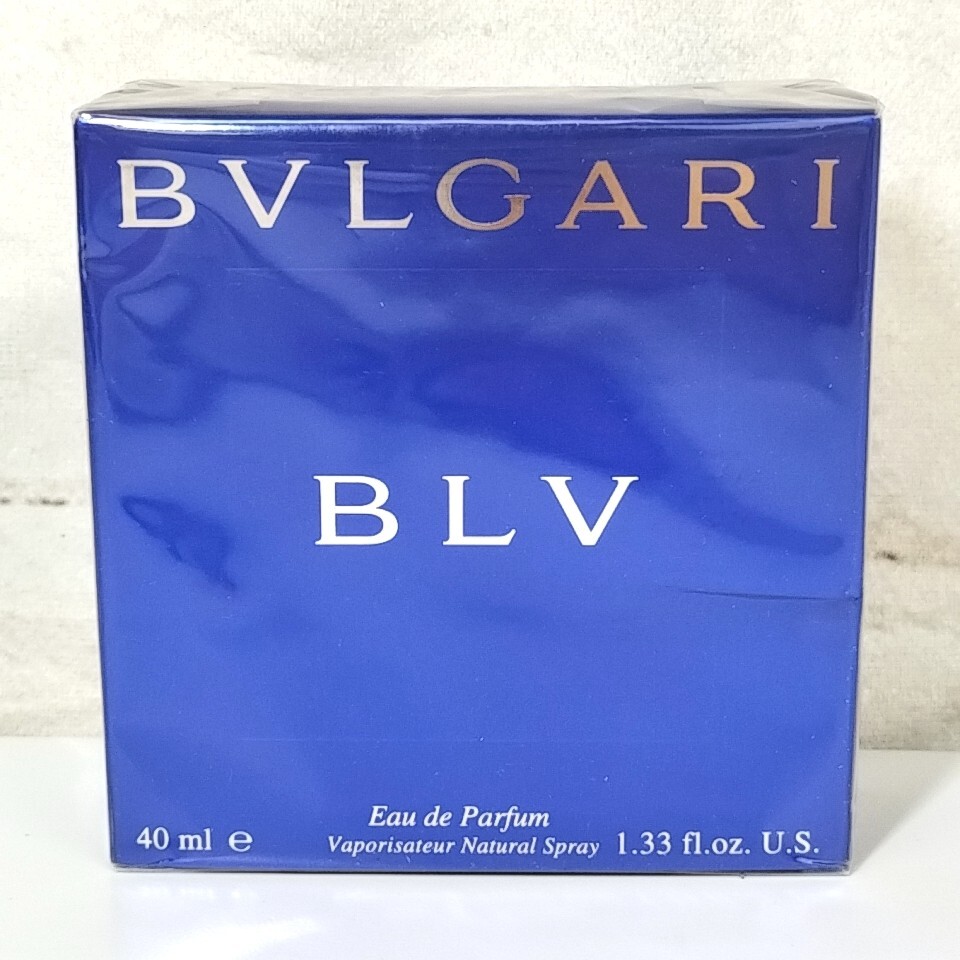 BVLGARI
BLV
Eau de Parfum
40 ml ℮ Vaporisateur Natural Spray 1.33 fl.oz. U.S.